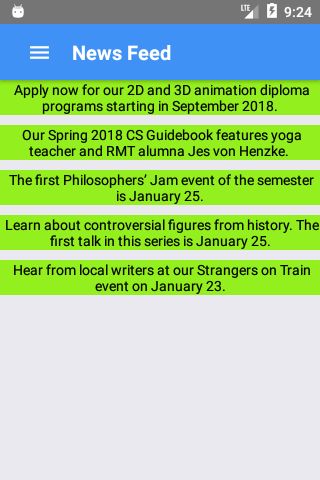 LTE 9:24
News Feed
Apply now for our 2D and 3D animation diploma
programs starting in September 2018.
Our Spring 2018 CS Guidebook features yoga
teacher and RMT alumna Jes von Henzke.
The first Philosophers’ Jam event of the semester
is January 25.
Learn about controversial figures from history. The
first talk in this series is January 25.
Hear from local writers at our Strangers on Train
event on January 23.